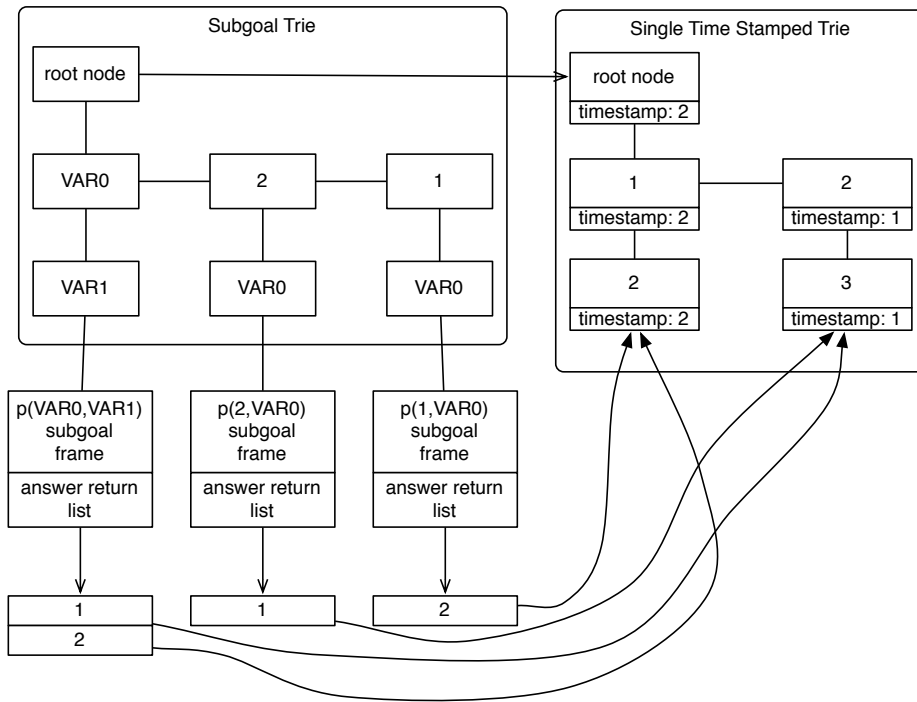 Subgoal Trie
root node
VAR0
2
1
VAR1
VAR0
VAR0
Single Time Stamped Trie
root node
timestamp: 2
1
timestamp: 2
2
timestamp: 1
2
timestamp: 2
3
timestamp: 1
p(VAR0,VAR1)
subgoal
frame
answer return
list
p(2,VAR0)
subgoal
frame
answer return
list
p(1,VAR0)
subgoal
frame
answer return
list
1
2
1
2